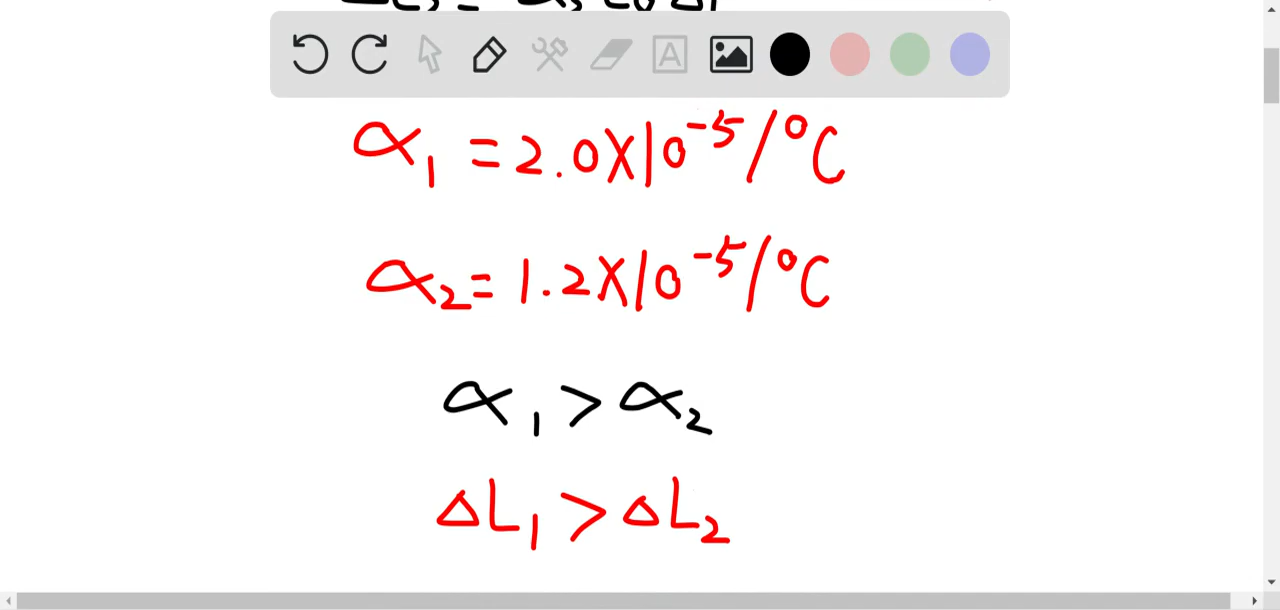 A
α₁ = 2.0X10⁻⁵/°C
α₂ = 1.2X10⁻⁵/°C
α₁ > α₂
ΔL₁ > ΔL₂